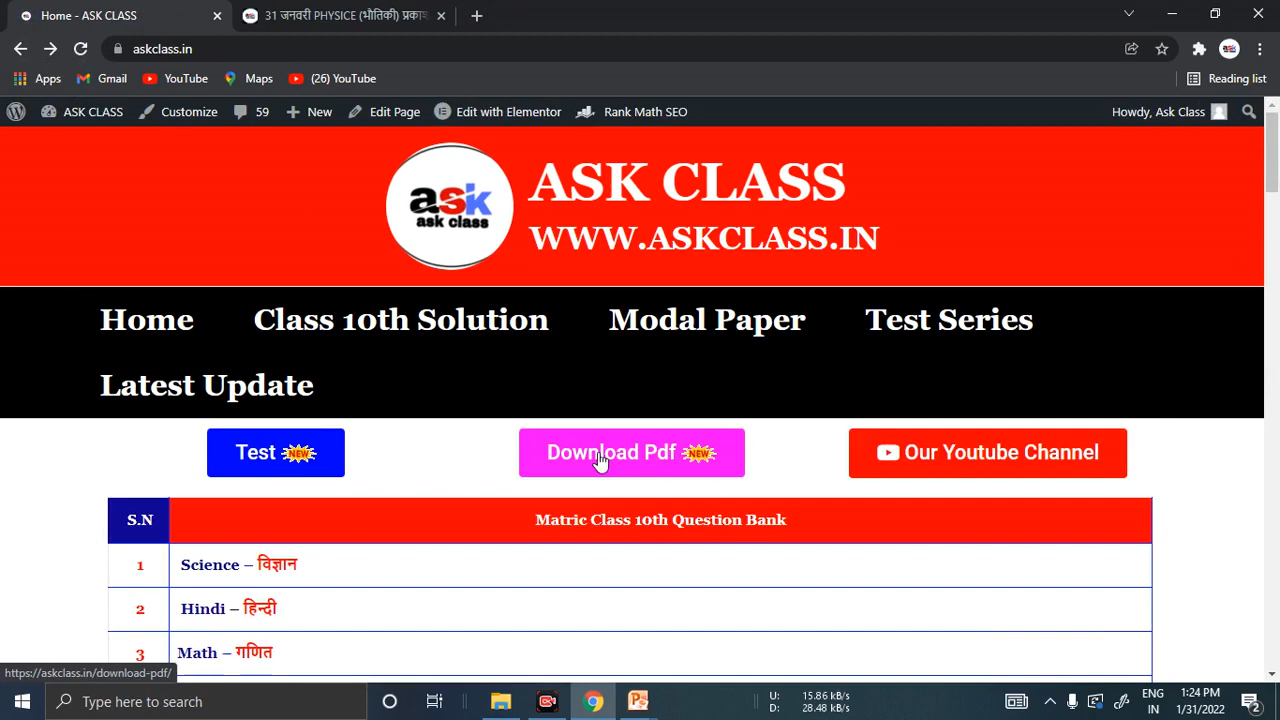 Home - ASK CLASS
31 जनवरी PHYSICE (भौतिकी) प्रकाश
askclass.in
Apps
Gmail
YouTube
Maps
(26) YouTube
Reading list
ASK CLASS
Customize
59
New
Edit Page
Edit with Elementor
Rank Math SEO
Howdy, Ask Class
ask
ask class
ASK CLASS
WWW.ASKCLASS.IN
Home
Class 10th Solution
Modal Paper
Test Series
Latest Update
Test NEW
Download Pdf NEW
Our Youtube Channel
S.N
Matric Class 10th Question Bank
1
Science – विज्ञान
2
Hindi – हिन्दी
3
Math – गणित
https://askclass.in/download-pdf/
Type here to search
U: 15.86 kB/s
D: 28.48 kB/s
ENG
IN
1:24 PM
1/31/2022
2